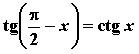 tg(π/2 − x) = ctg x